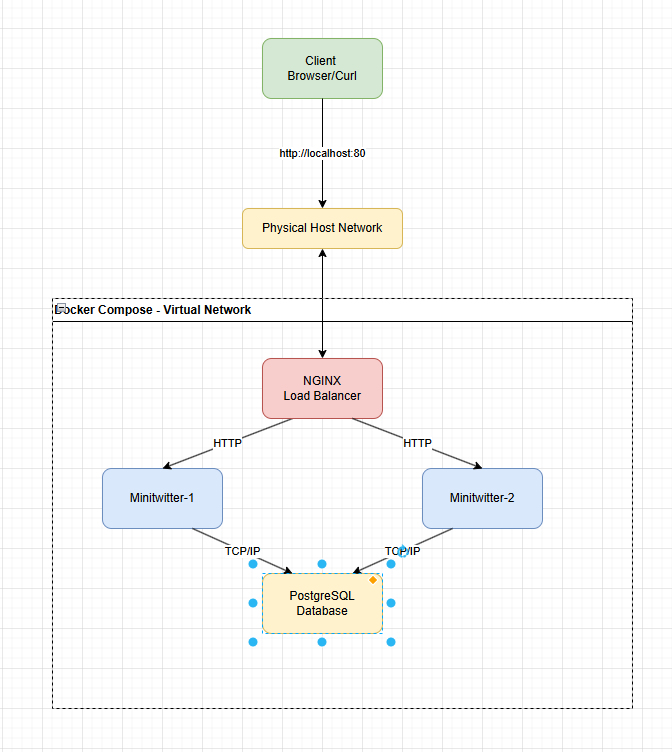 Client
Browser/Curl
http://localhost:80
Physical Host Network
Docker Compose - Virtual Network
NGINX
Load Balancer
HTTP
HTTP
Minitwitter-1
Minitwitter-2
TCP/IP
TCP/IP
PostgreSQL
Database